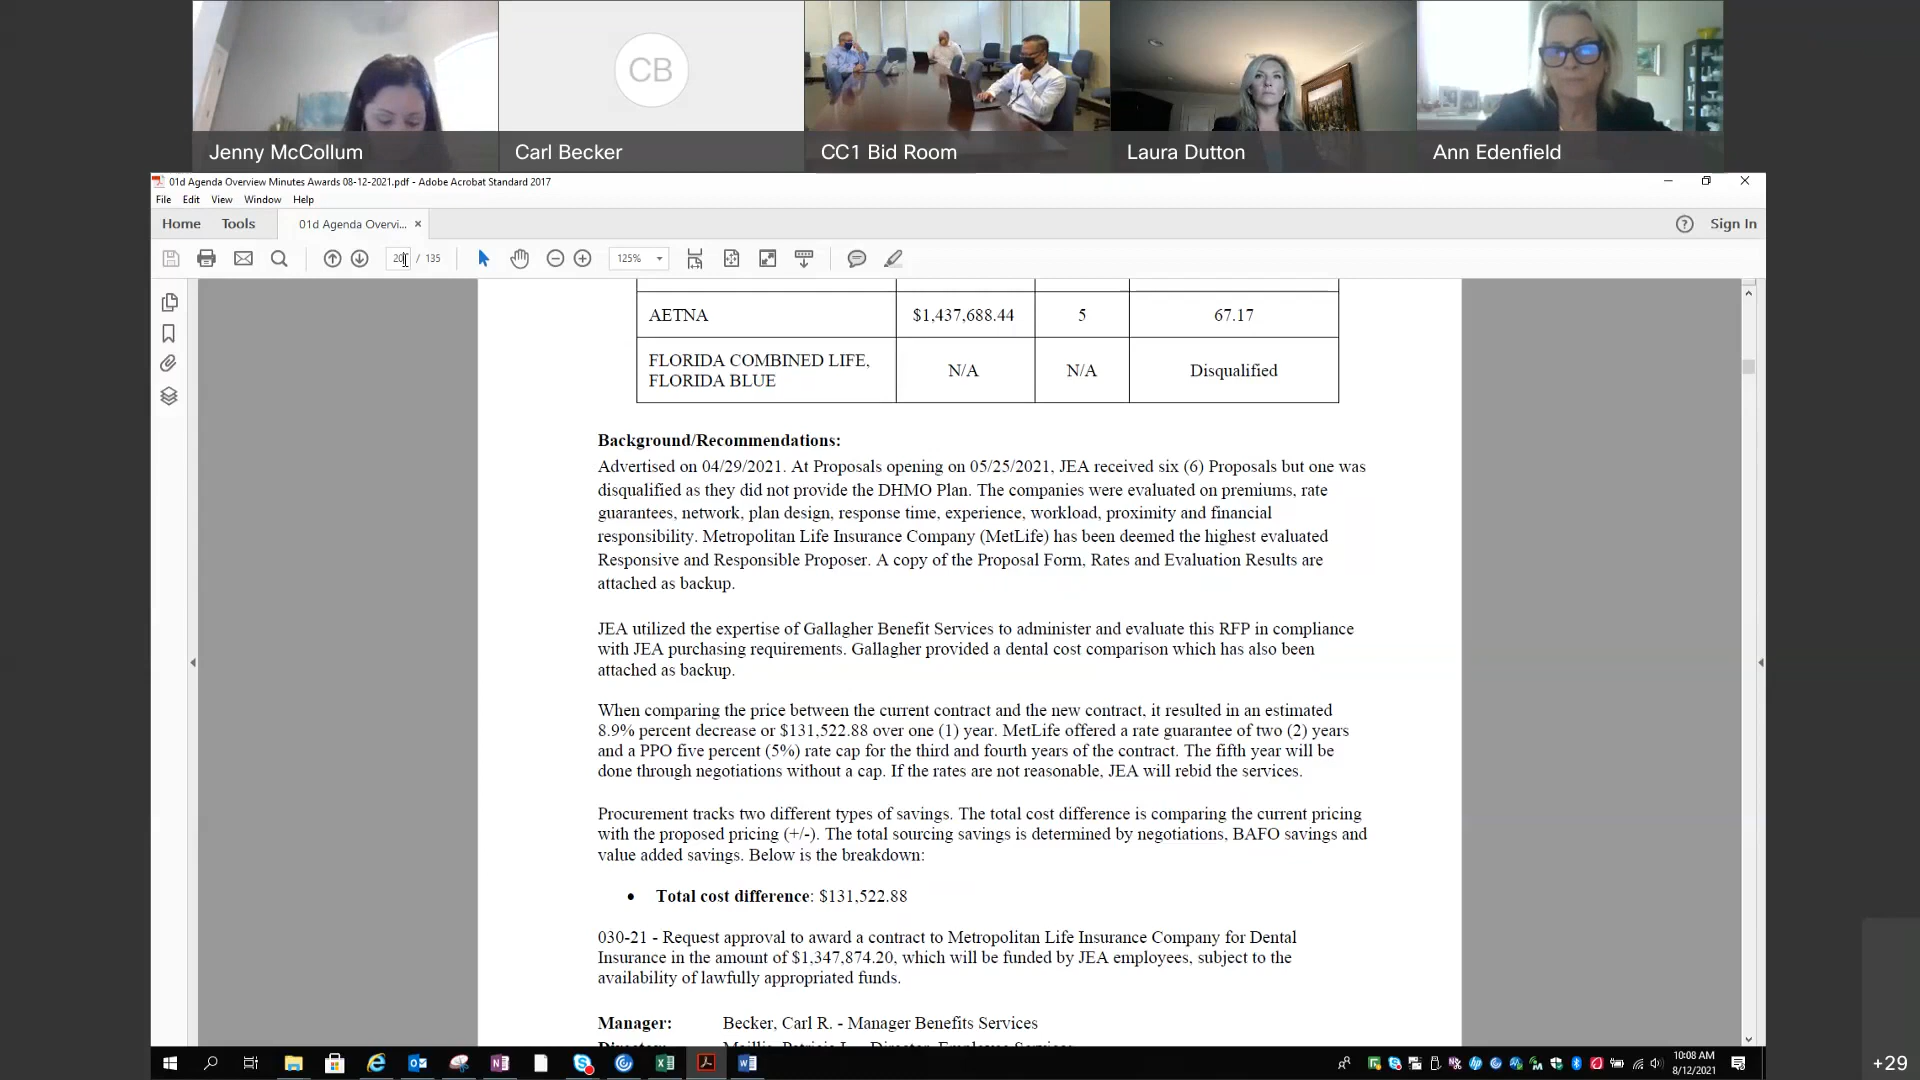 CB
Jenny McCollum
Carl Becker
CC1 Bid Room
Laura Dutton
Ann Edenfield
01d Agenda Overview Minutes Awards 08-12-2021.pdf - Adobe Acrobat Standard 2017
File Edit View Window Help
Home Tools 01d Agenda Overvi... × Sign In
/ 135 125%
AETNA $1,437,688.44 5 67.17
FLORIDA COMBINED LIFE,
FLORIDA BLUE N/A N/A Disqualified
Background/Recommendations:
Advertised on 04/29/2021. At Proposals opening on 05/25/2021, JEA received six (6) Proposals but one was
disqualified as they did not provide the DHMO Plan. The companies were evaluated on premiums, rate
guarantees, network, plan design, response time, experience, workload, proximity and financial
responsibility. Metropolitan Life Insurance Company (MetLife) has been deemed the highest evaluated
Responsive and Responsible Proposer. A copy of the Proposal Form, Rates and Evaluation Results are
attached as backup.
JEA utilized the expertise of Gallagher Benefit Services to administer and evaluate this RFP in compliance
with JEA purchasing requirements. Gallagher provided a dental cost comparison which has also been
attached as backup.
When comparing the price between the current contract and the new contract, it resulted in an estimated
8.9% percent decrease or $131,522.88 over one (1) year. MetLife offered a rate guarantee of two (2) years
and a PPO five percent (5%) rate cap for the third and fourth years of the contract. The fifth year will be
done through negotiations without a cap. If the rates are not reasonable, JEA will rebid the services.
Procurement tracks two different types of savings. The total cost difference is comparing the current pricing
with the proposed pricing (+/-). The total sourcing savings is determined by negotiations, BAFO savings and
value added savings. Below is the breakdown:
• Total cost difference: $131,522.88
030-21 - Request approval to award a contract to Metropolitan Life Insurance Company for Dental
Insurance in the amount of $1,347,874.20, which will be funded by JEA employees, subject to the
availability of lawfully appropriated funds.
Manager: Becker, Carl R. - Manager Benefits Services
10:08 AM
8/12/2021
+29